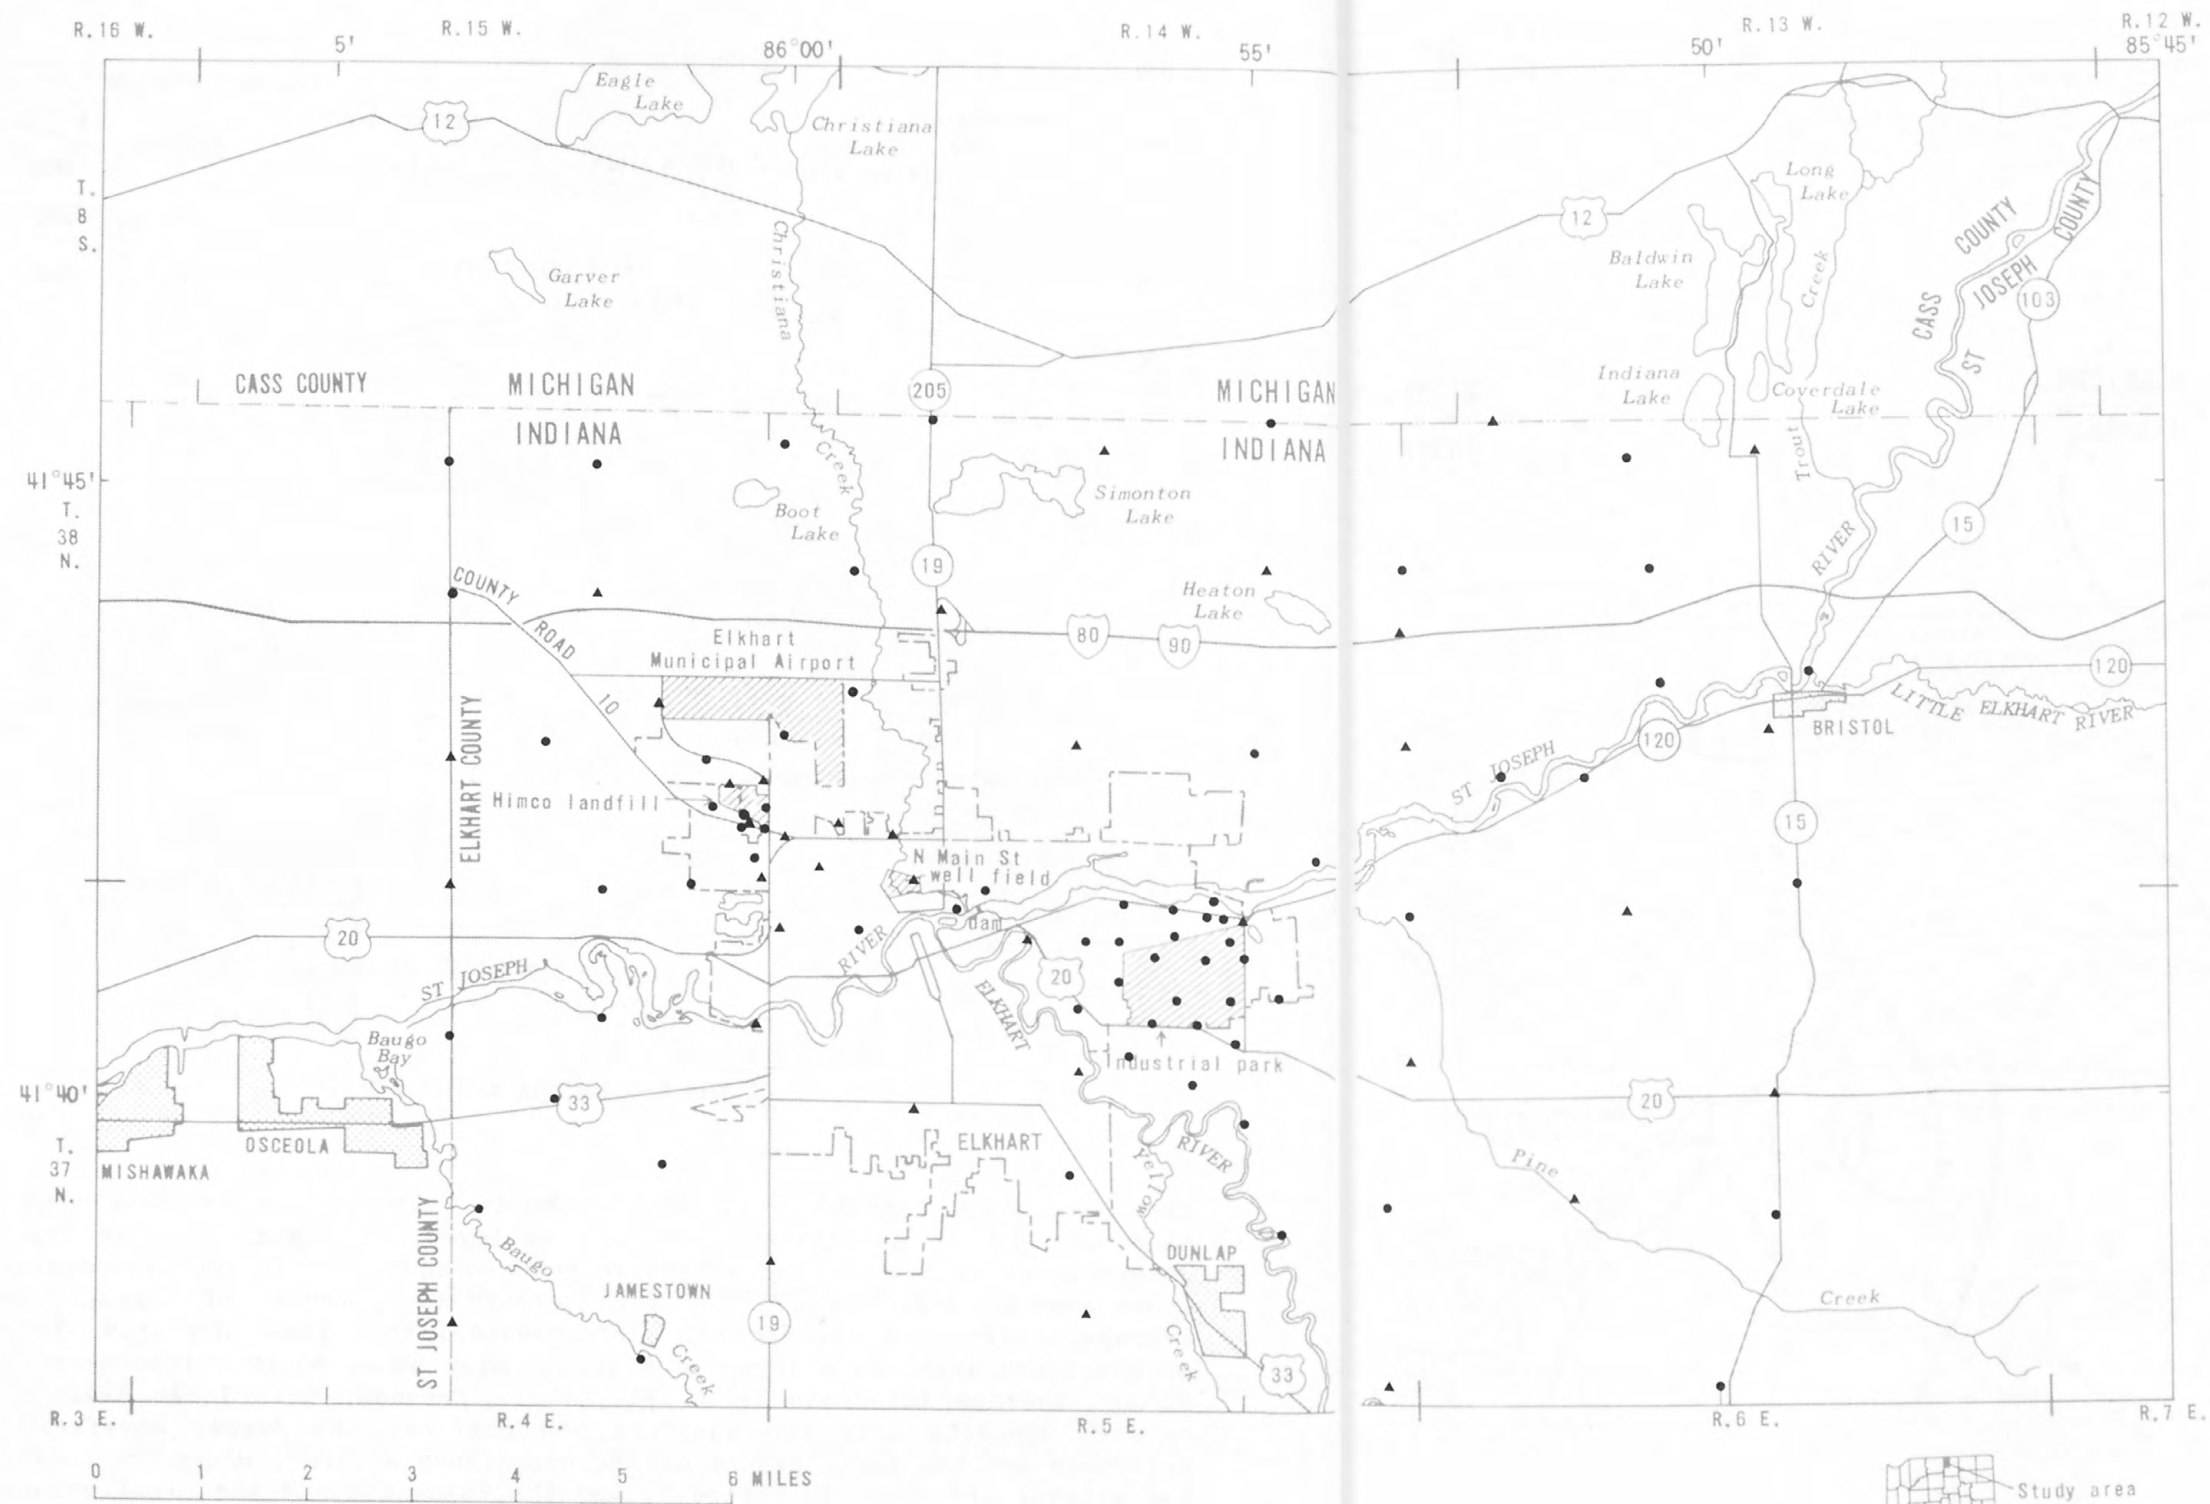 R.16 W.
R.15 W.
R.14 W.
R.13 W.
R.12 W.
5'
86°00'
55'
50'
85°45'
Eagle
Lake
12
Christiana
Lake
Long
Lake
T.
8
S.
12
COUNTY
COUNTY
Christiana
Baldwin
Lake
Creek
Garver
Lake
JOSEPH
103
CASS
ST
CASS COUNTY
MICHIGAN
205
MICHIGAN
Indiana
Lake
Coverdale
Lake
INDIANA
INDIANA
Creek
Trout
41°45'
T.
38
N.
Boot
Lake
Simonton
Lake
15
RIVER
19
COUNTY
ROAD
10
Heaton
Lake
Elkhart
Municipal Airport
80
90
120
LITTLE ELKHART RIVER
BRISTOL
120
ELKHART COUNTY
ST JOSEPH
Himco landfill
15
N Main St
well field
20
dam
RIVER
ST JOSEPH
20
ELKHART
Baugo
Bay
Industrial park
41°40'
33
20
OSCEOLA
ELKHART
RIVER
T.
37
N.
MISHAWAKA
Yellow
Pine
ST JOSEPH COUNTY
Baugo
DUNLAP
JAMESTOWN
Creek
19
Creek
Creek
33
R.3 E.
R.4 E.
R.5 E.
R.6 E.
R.7 E.
0 1 2 3 4 5 6 MILES
Study area